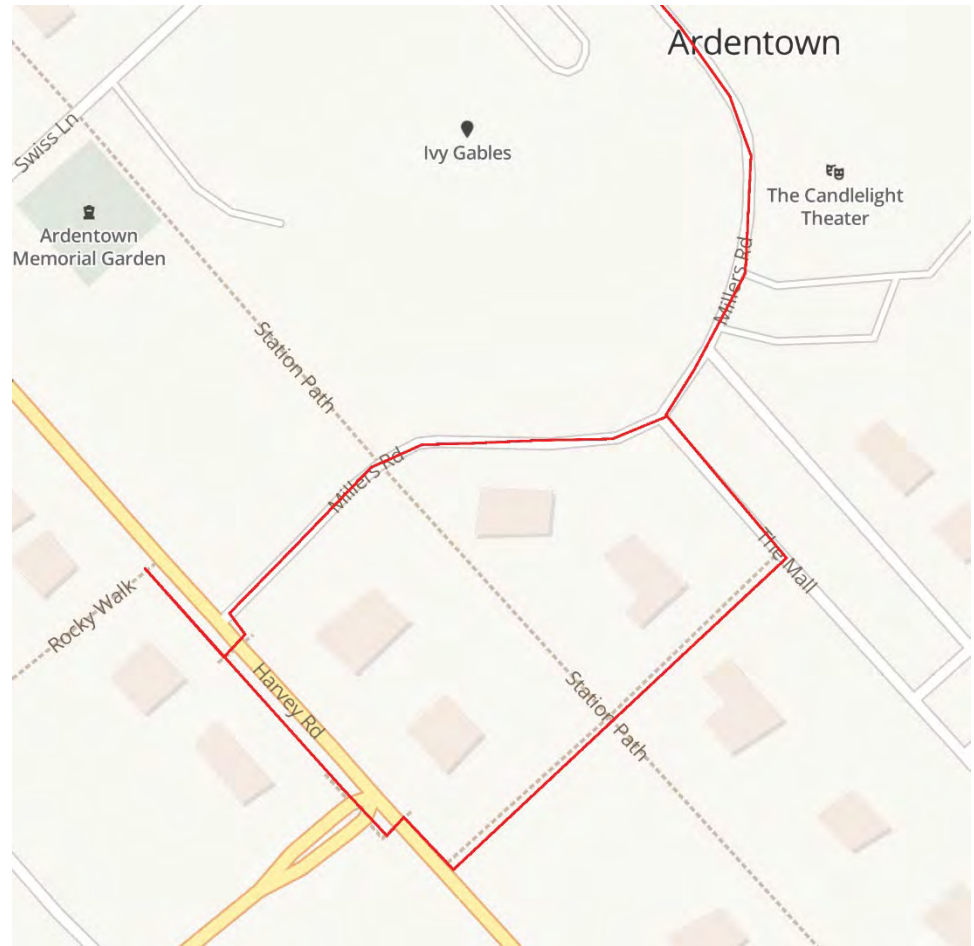 Ardentown
Swiss Ln
Ivy Gables
The Candlelight
Theater
Ardentown
Memorial Garden
Millers Rd
Station Path
Millers Rd
The Mall
Rocky Walk
Harvey Rd
Station Path